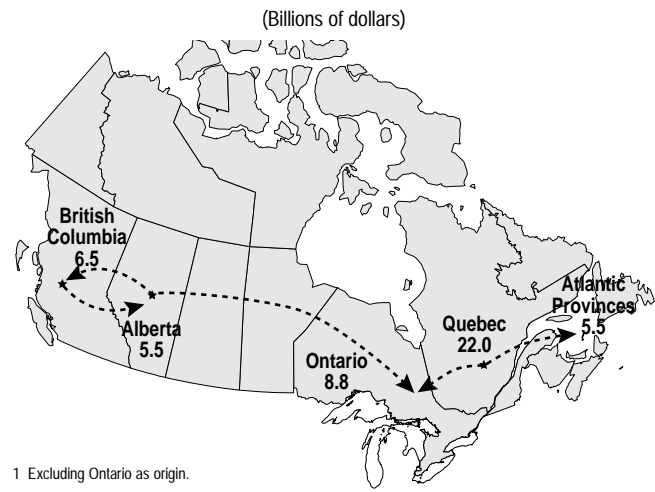 (Billions of dollars)
British
Columbia
6.5
Alberta
5.5
Ontario
8.8
Quebec
22.0
Atlantic
Provinces
5.5
1 Excluding Ontario as origin.